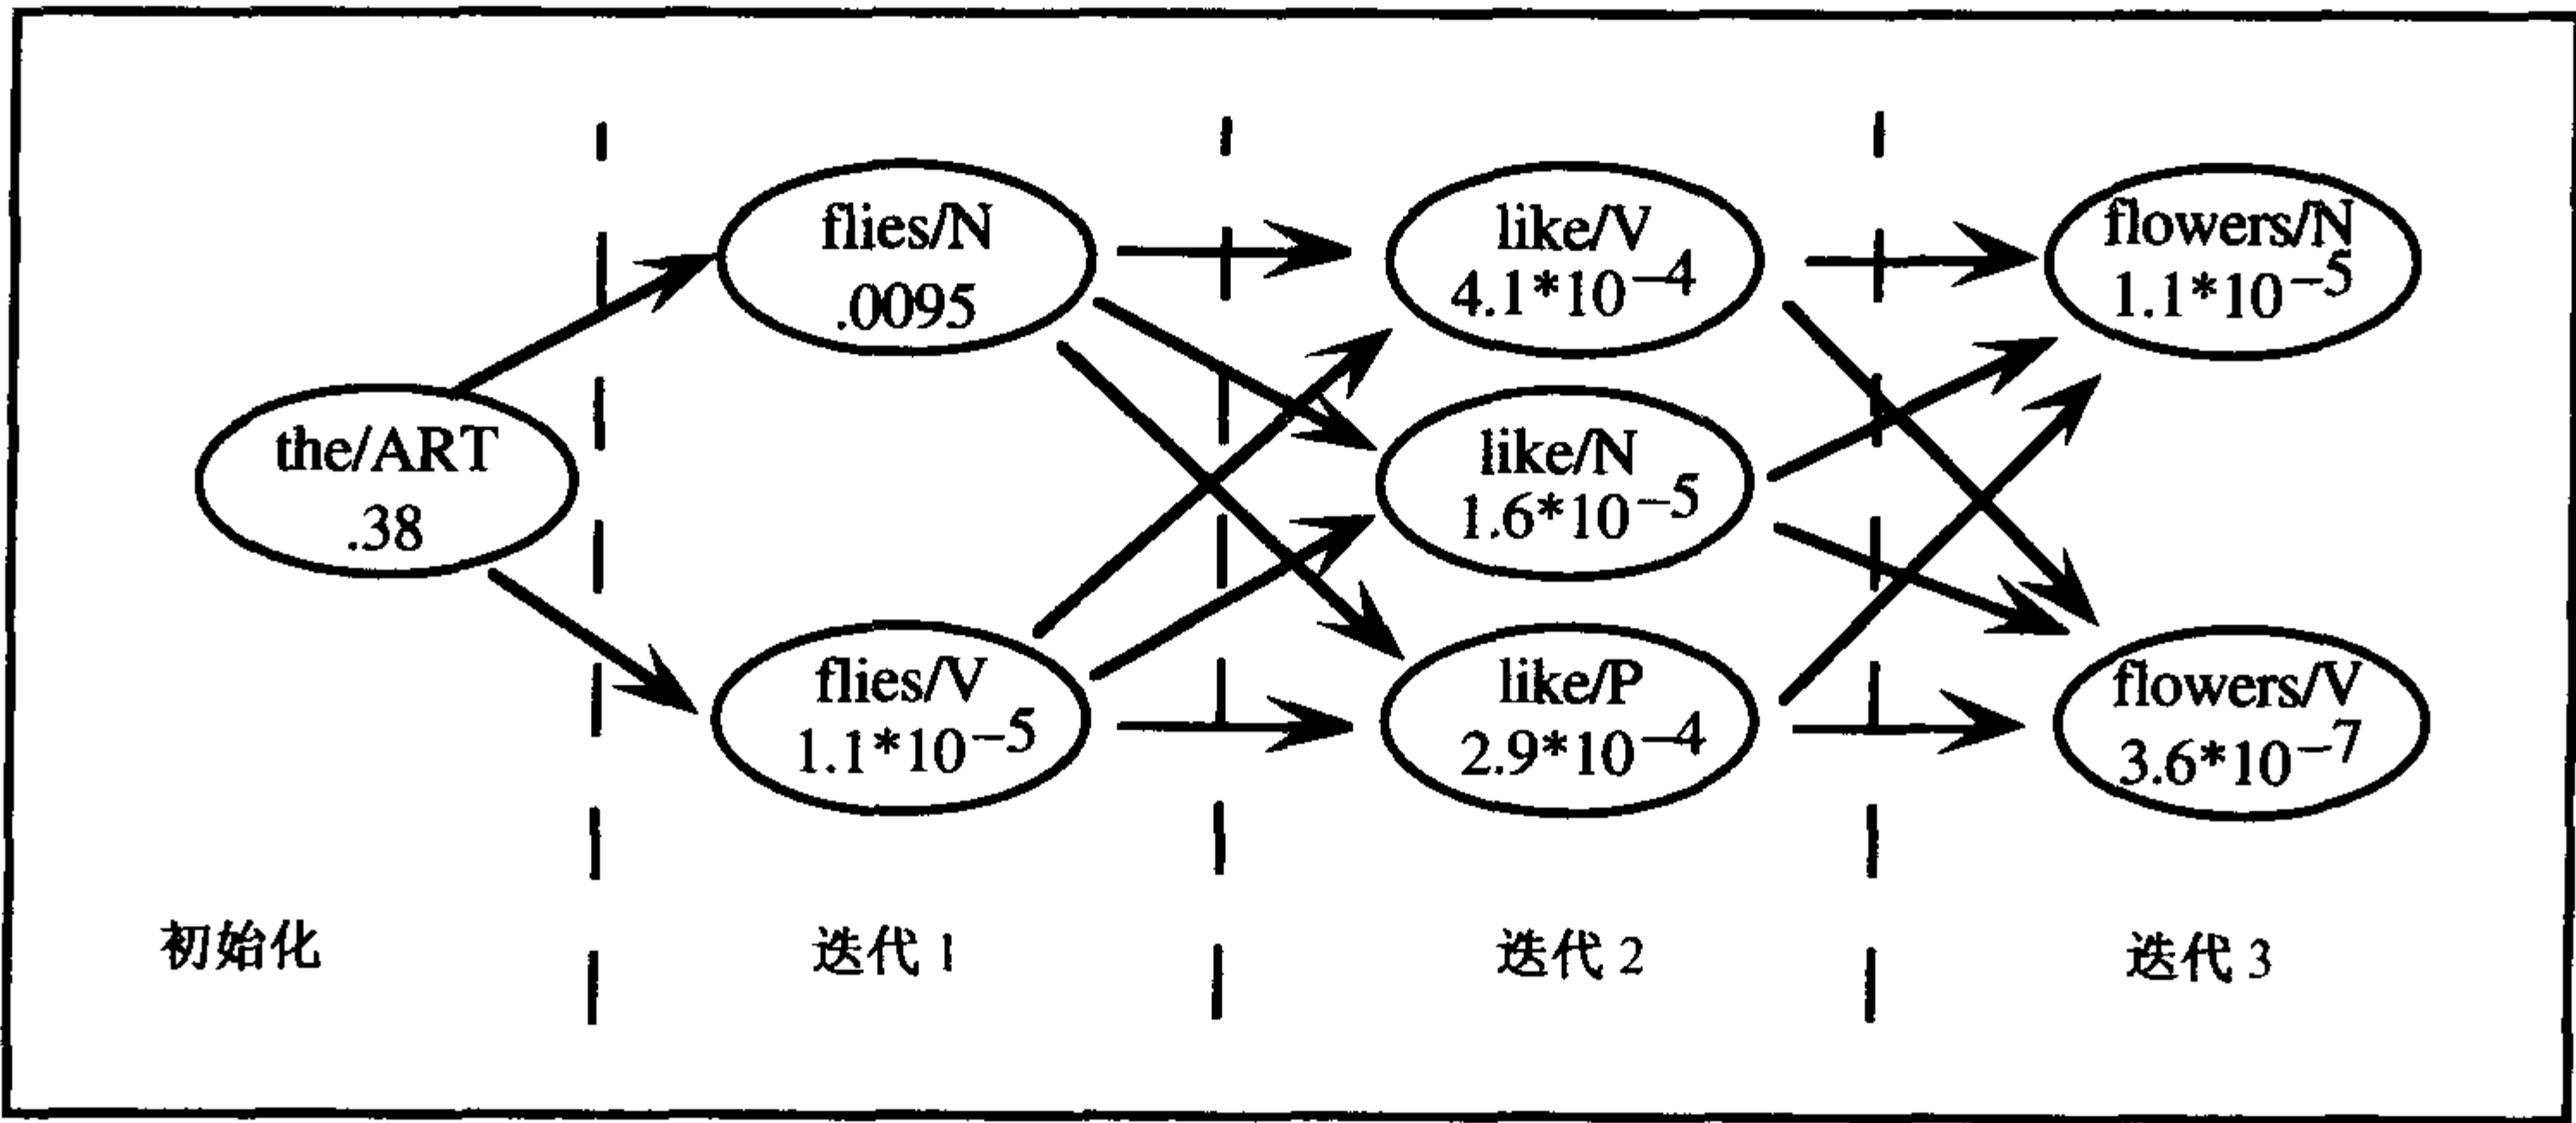 the/ART
.38
flies/N
.0095
flies/V
1.1*10⁻⁵
like/V
4.1*10⁻⁴
like/N
1.6*10⁻⁵
like/P
2.9*10⁻⁴
flowers/N
1.1*10⁻⁵
flowers/V
3.6*10⁻⁷
初始化
迭代 1
迭代 2
迭代 3